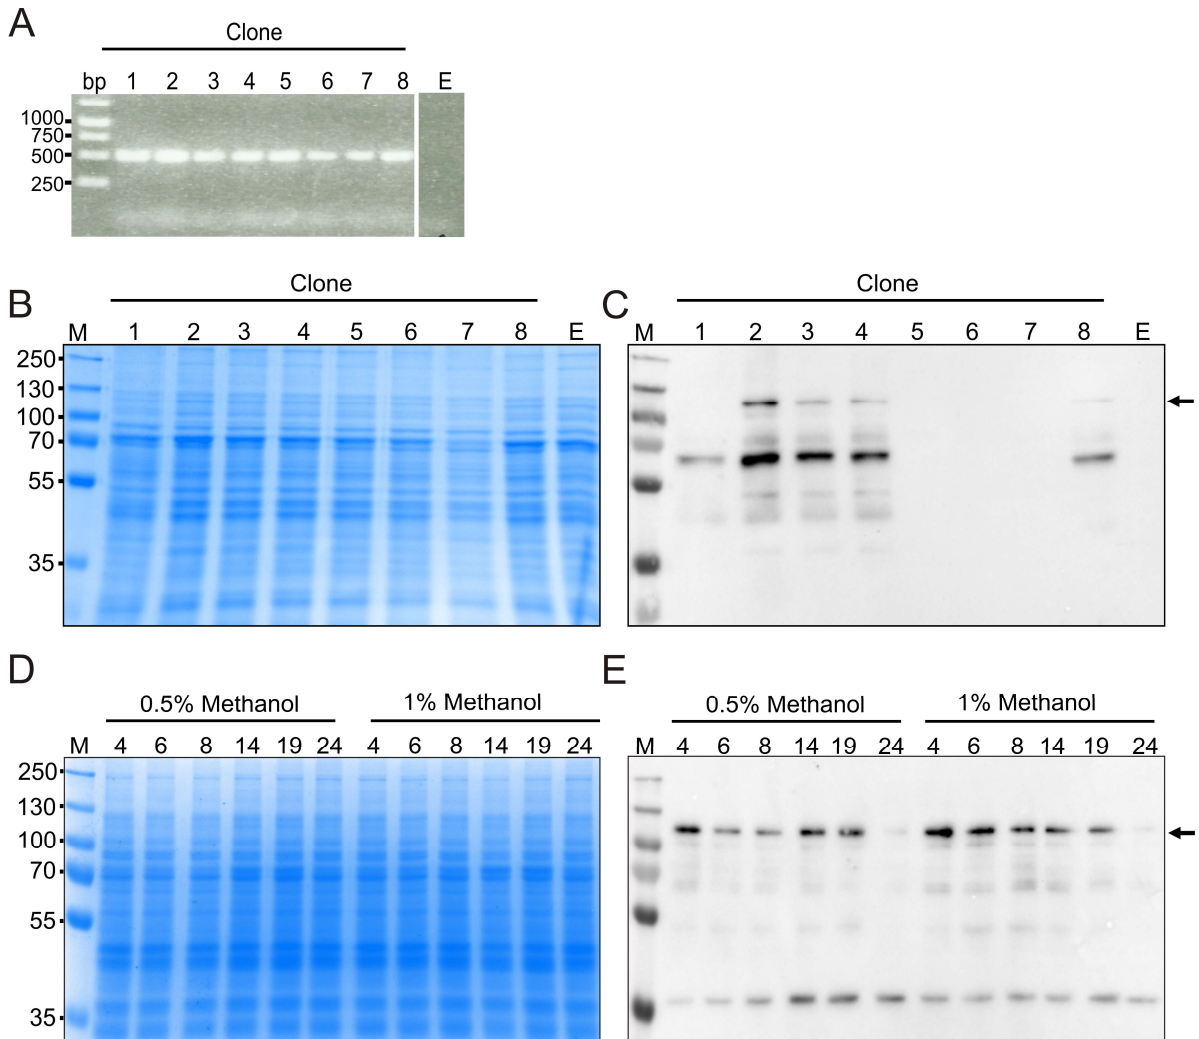 A
Clone
bp 1 2 3 4 5 6 7 8 E
1000
750
500
250
B
Clone
M 1 2 3 4 5 6 7 8 E
250
130
100
70
55
35
C
Clone
M 1 2 3 4 5 6 7 8 E
D
0.5% Methanol 1% Methanol
M 4 6 8 14 19 24 4 6 8 14 19 24
250
130
100
70
55
35
E
0.5% Methanol 1% Methanol
M 4 6 8 14 19 24 4 6 8 14 19 24